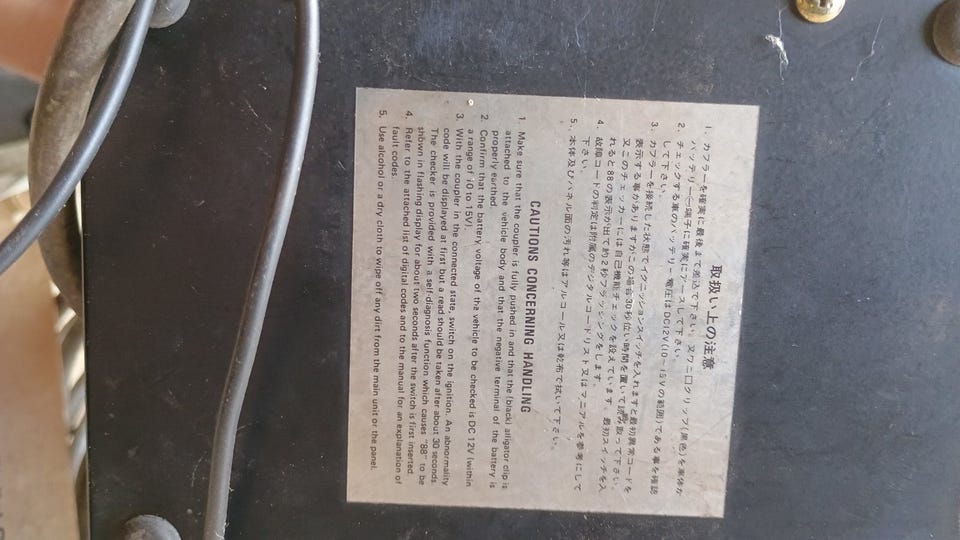 取扱い上の注意
1. カプラーを確実に最後まで差込で下さい。又ワニ口クリップ(黒色)を車体か
バッテリー⊖端子に確実にアースして下さい。
2. チェックする車のバッテリー電圧はDC12V(10〜15Vの範囲)である事を確認
して下さい。
3. カプラーを接続した状態でイグニッションスイッチを入れますと最初異常コードを
表示する事がありますがこの場合30秒位い時間を置いて読み取って下さい。
又このチェッカーには自己機能チェックを設えています。最初スイッチを入
れると88の表示が出て約2秒フラッシングをします。
4. 故障コードの判定は附属のデジタルコードリスト又はマニアルを参考にして
下さい。
5. 本体及びパネル面の汚れ等はアルコール又は乾布で拭いて下さい。
CAUTIONS CONCERNING HANDLING
1. Make sure that the coupler is fully pushed in and that the (black) alligator clip is
attached to the vehicle body and that the negative terminal of the battery is
properly earthed.
2. Confirm that the battery voltage of the vehicle to be checked is DC 12V (within
a range of 10 to 15V).
3. With the coupler in the connected state, switch on the ignition. An abnormality
code will be displayed at first but a read should be taken after about 30 seconds.
The checker is provided with a self-diagnosis function which causes "88" to be
shown in flashing display for about two seconds after the switch is first inserted.
4. Refer to the attached list of digital codes and to the manual for an explanation of
fault codes.
5. Use alcohol or a dry cloth to wipe off any dirt from the main unit or the panel.